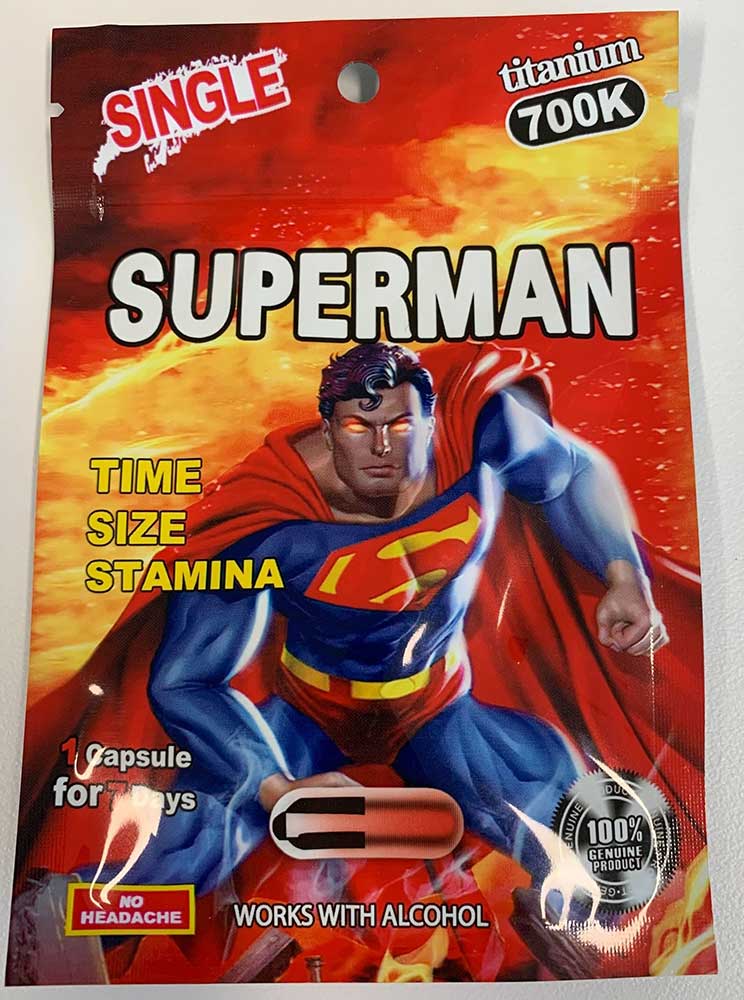 SINGLE
titanium
700K
SUPERMAN
TIME
SIZE
STAMINA
1 Capsule
for 7 Days
NO
HEADACHE
WORKS WITH ALCOHOL
100%
GENUINE
PRODUCT